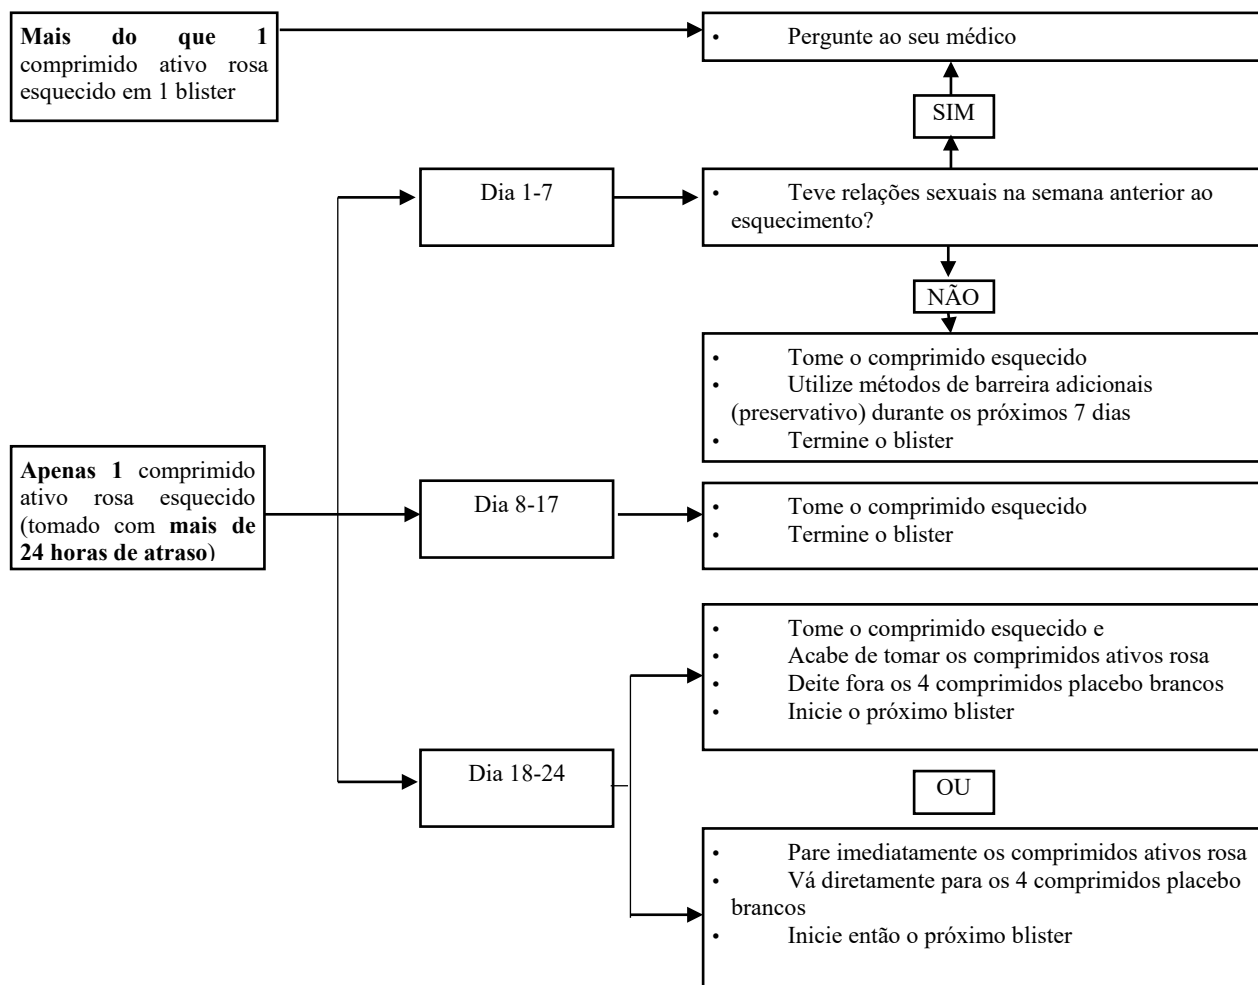 Mais do que 1
comprimido ativo rosa
esquecido em 1 blister
• Pergunte ao seu médico
SIM
Dia 1-7
• Teve relações sexuais na semana anterior ao
esquecimento?
NÃO
• Tome o comprimido esquecido
• Utilize métodos de barreira adicionais
(preservativo) durante os próximos 7 dias
• Termine o blister
Apenas 1 comprimido
ativo rosa esquecido
(tomado com mais de
24 horas de atraso)
Dia 8-17
• Tome o comprimido esquecido
• Termine o blister
Dia 18-24
• Tome o comprimido esquecido e
• Acabe de tomar os comprimidos ativos rosa
• Deite fora os 4 comprimidos placebo brancos
• Inicie o próximo blister
OU
• Pare imediatamente os comprimidos ativos rosa
• Vá diretamente para os 4 comprimidos placebo
brancos
• Inicie então o próximo blister